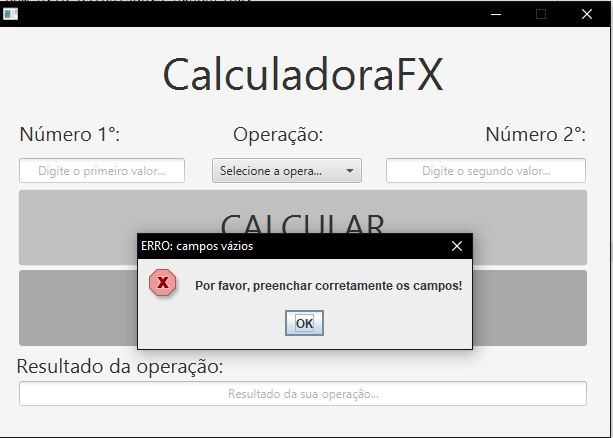 CalculadoraFX
Número 1°: Operação: Número 2°:
Digite o primeiro valor... Selecione a opera... Digite o segundo valor...
CALCULAR
ERRO: campos vázios
Por favor, preenchar corretamente os campos!
OK
Resultado da operação:
Resultado da sua operação...